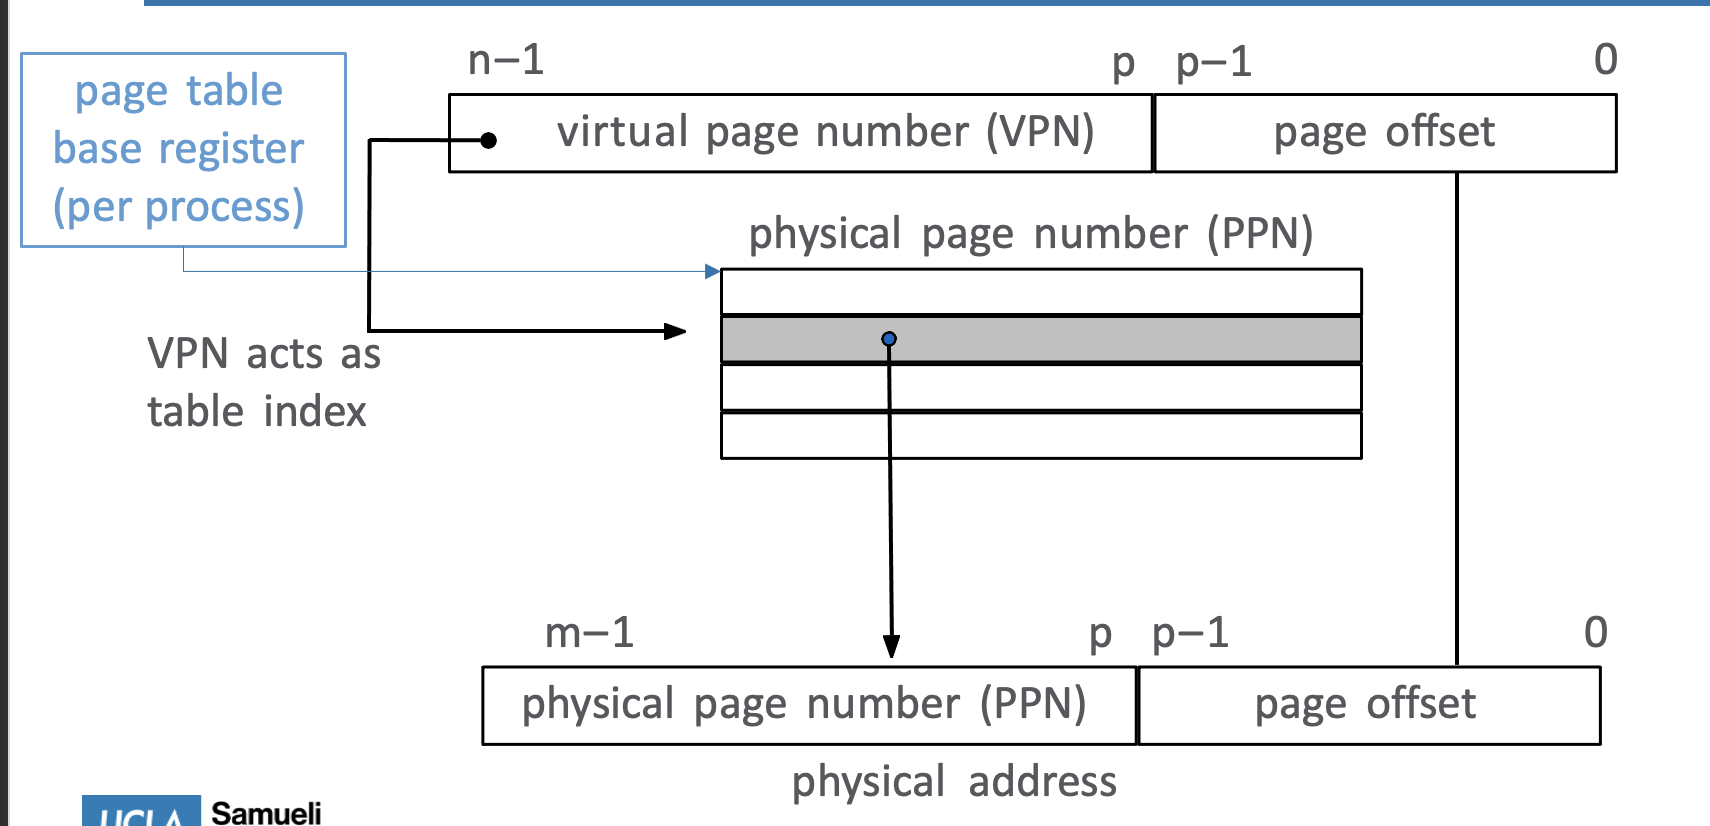 n–1 p p–1 0
page table
base register
(per process)
virtual page number (VPN)
page offset
physical page number (PPN)
VPN acts as
table index
m–1 p p–1 0
physical page number (PPN)
page offset
physical address
UCLA Samueli